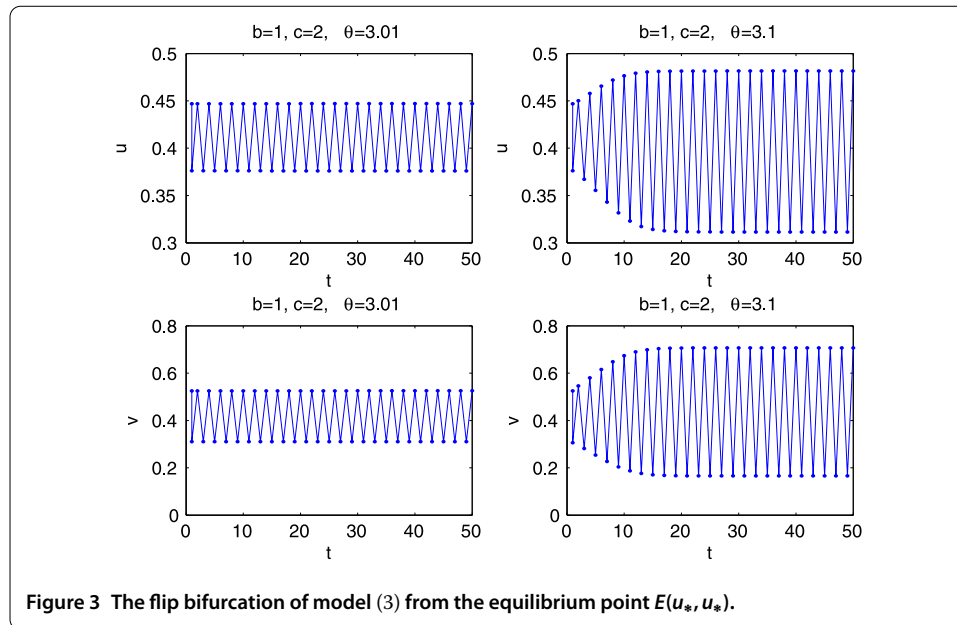 b=1, c=2, θ=3.01
b=1, c=2, θ=3.1
0.5
0.45
0.4
0.35
0.3
u
0 10 20 30 40 50
t
0.5
0.45
0.4
0.35
0.3
u
0 10 20 30 40 50
t
b=1, c=2, θ=3.01
b=1, c=2, θ=3.1
0.8
0.6
0.4
0.2
0
v
0 10 20 30 40 50
t
0.8
0.6
0.4
0.2
0
v
0 10 20 30 40 50
t
Figure 3 The flip bifurcation of model (3) from the equilibrium point E(u*, u*).